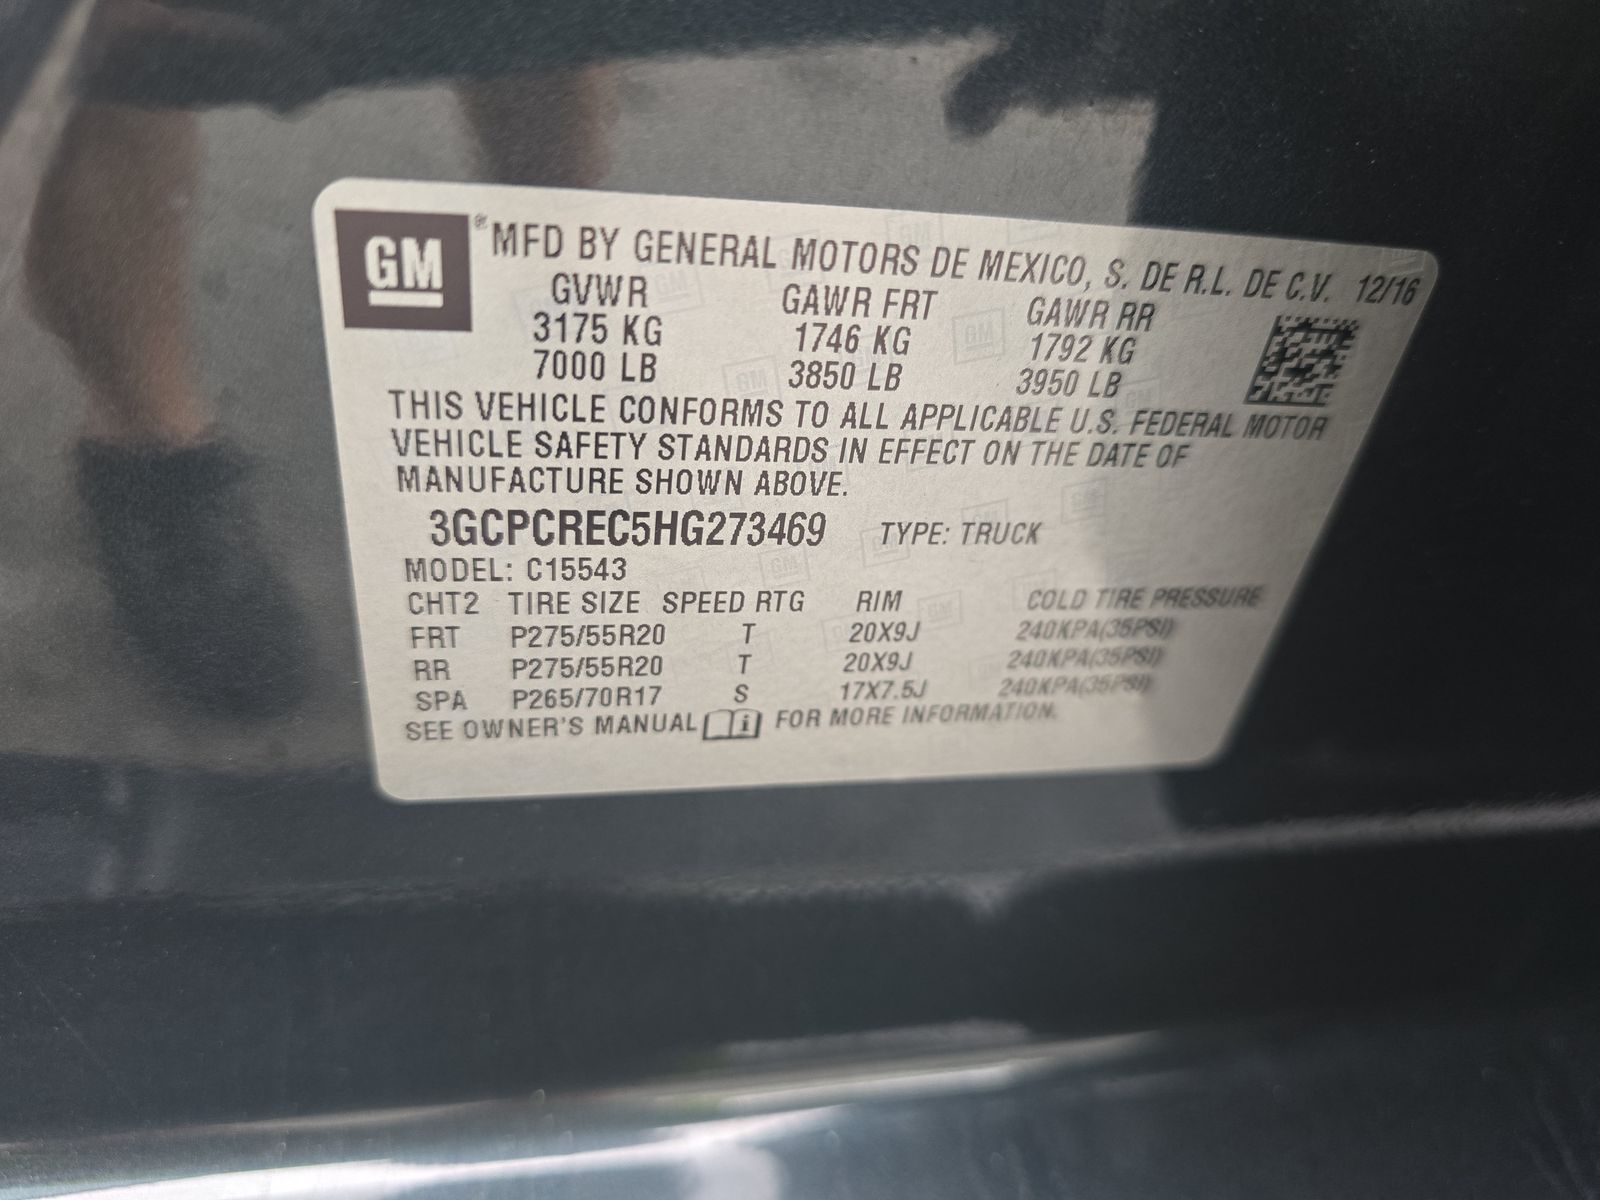 GM ® MFD BY GENERAL MOTORS DE MEXICO, S. DE R.L. DE C.V. 12/16
GVWR GAWR FRT GAWR RR
3175 KG 1746 KG 1792 KG
7000 LB 3850 LB 3950 LB
THIS VEHICLE CONFORMS TO ALL APPLICABLE U.S. FEDERAL MOTOR
VEHICLE SAFETY STANDARDS IN EFFECT ON THE DATE OF
MANUFACTURE SHOWN ABOVE.
3GCPCREC5HG273469 TYPE: TRUCK
MODEL: C15543
CHT2 TIRE SIZE SPEED RTG RIM COLD TIRE PRESSURE
FRT P275/55R20 T 20X9J 240KPA(35PSI)
RR P275/55R20 T 20X9J 240KPA(35PSI)
SPA P265/70R17 S 17X7.5J 240KPA(35PSI)
SEE OWNER'S MANUAL i FOR MORE INFORMATION.